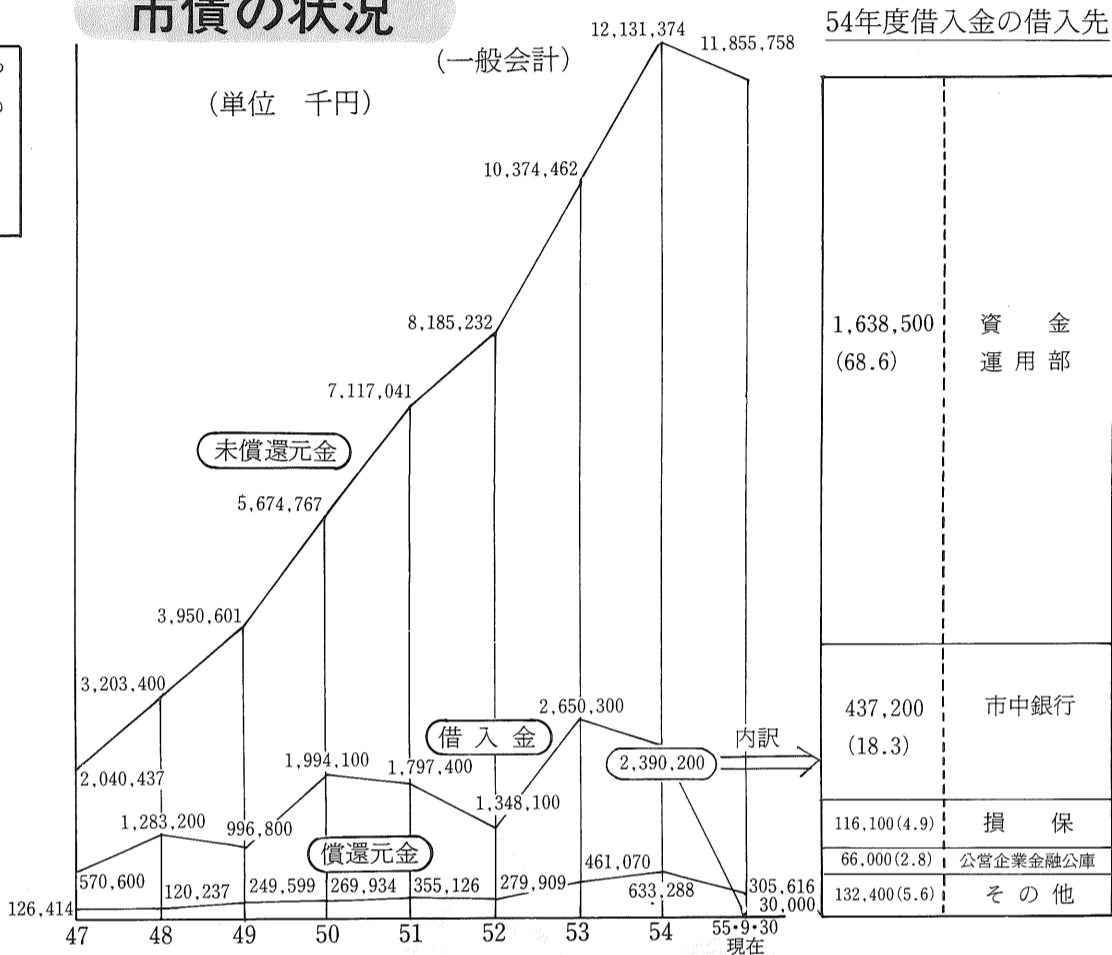 市債の状況
(一般会計)
(単位 千円)
12,131,374
11,855,758
10,374,462
8,185,232
7,117,041
未償還元金
5,674,767
3,950,601
3,203,400
2,040,437
2,650,300
借入金
2,390,200
内訳
1,994,100
1,797,400
1,348,100
1,283,200
996,800
償還元金
570,600
461,070
633,288
305,616
30,000
126,414
120,237
249,599
269,934
355,126
279,909
47
48
49
50
51
52
53
54
55・9・30
現在
54年度借入金の借入先
1,638,500
(68.6)
資金
運用部
437,200
(18.3)
市中銀行
116,100(4.9)
損保
66,000(2.8)
公営企業金融公庫
132,400(5.6)
その他